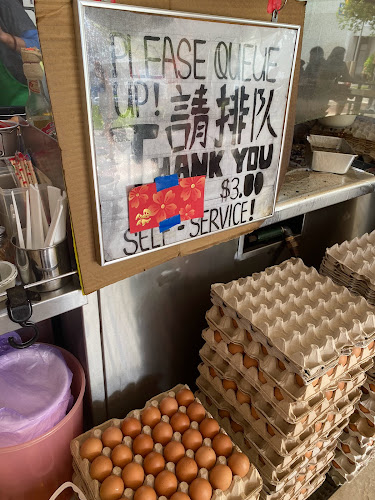 PLEASE QUEUE
UP!
請排队
THANK YOU
$3.00
SELF-SERVICE!